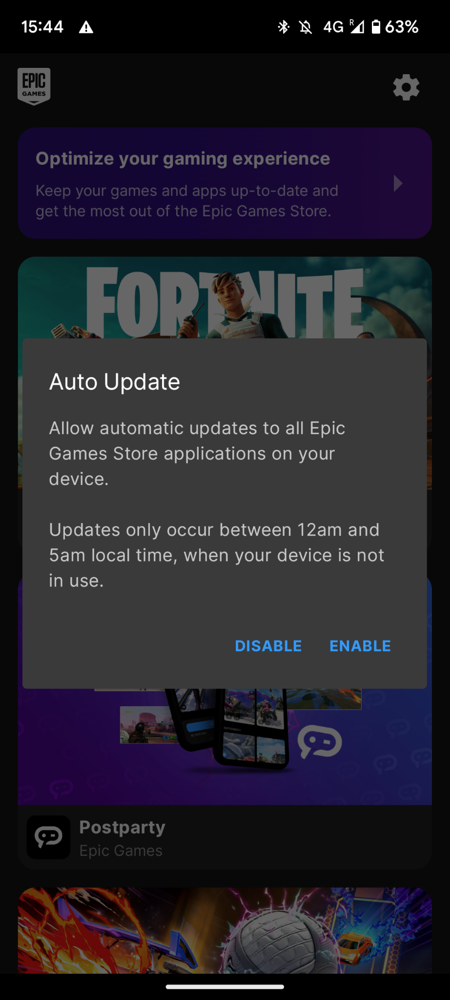 15:44
4G R 63%
EPIC
GAMES
Optimize your gaming experience
Keep your games and apps up-to-date and
get the most out of the Epic Games Store.
FORTNITE®
Auto Update
Allow automatic updates to all Epic
Games Store applications on your
device.
Updates only occur between 12am and
5am local time, when your device is not
in use.
DISABLE ENABLE
Postparty
Epic Games